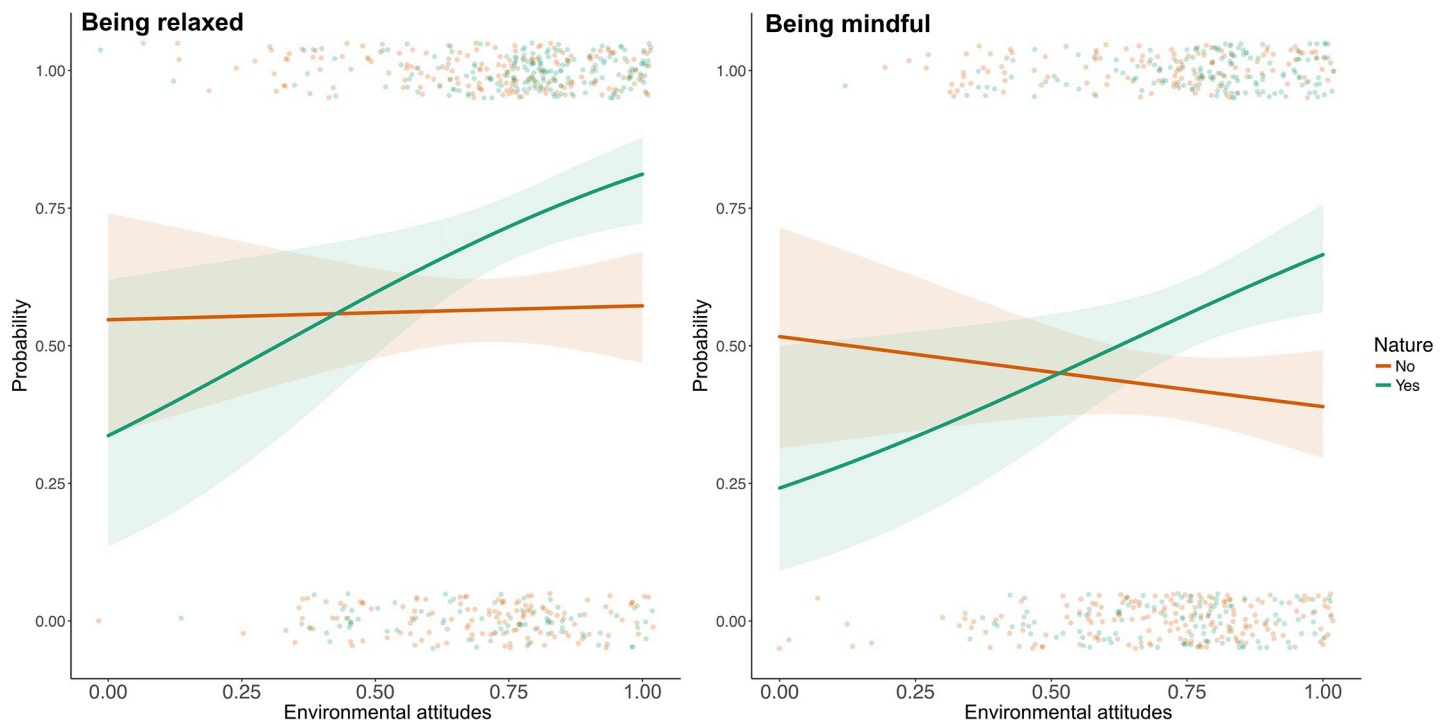 Being relaxed
1.00
0.75
0.50
0.25
0.00
Probability
0.00 0.25 0.50 0.75 1.00
Environmental attitudes
Being mindful
1.00
0.75
0.50
0.25
0.00
Probability
0.00 0.25 0.50 0.75 1.00
Environmental attitudes
Nature
No
Yes